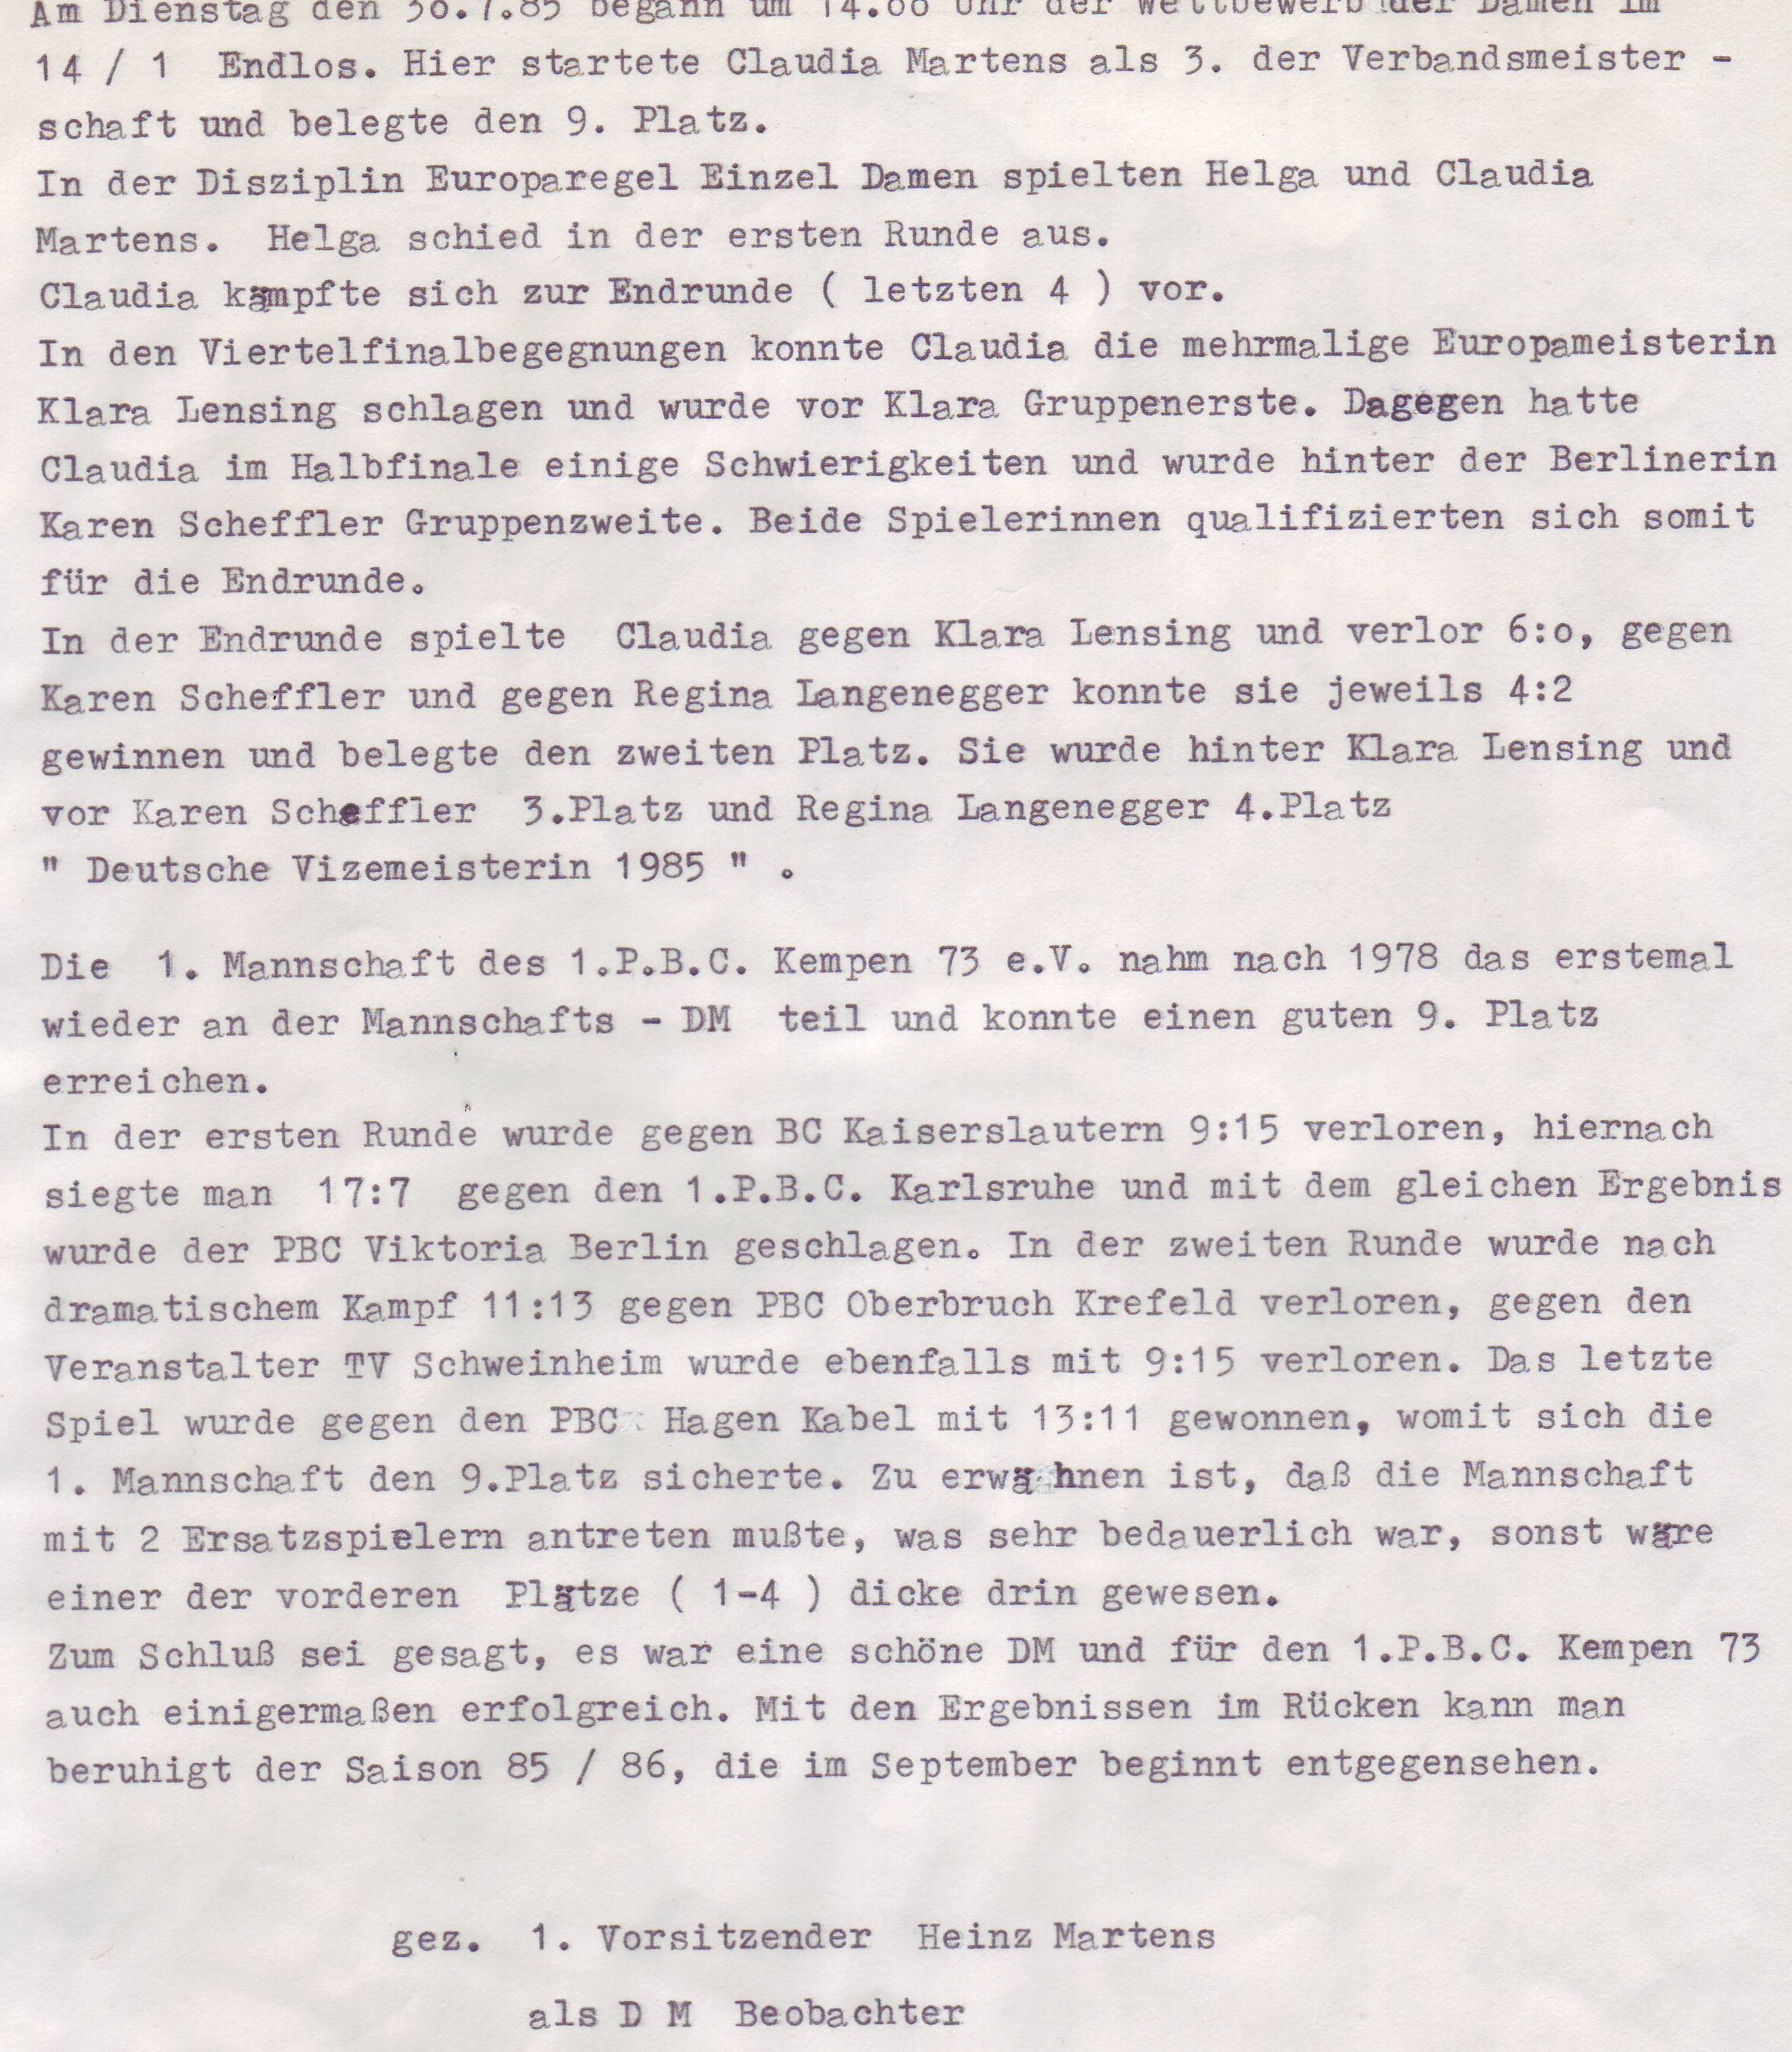 Am Dienstag den 30.7.85 begann um 14.oo Uhr der Wettbewerb der Damen im
14 / 1  Endlos. Hier startete Claudia Martens als 3. der Verbandsmeister -
schaft und belegte den 9. Platz.
In der Disziplin Europaregel Einzel Damen spielten Helga und Claudia
Martens.  Helga schied in der ersten Runde aus.
Claudia kämpfte sich zur Endrunde ( letzten 4 ) vor.
In den Viertelfinalbegegnungen konnte Claudia die mehrmalige Europameisterin
Klara Lensing schlagen und wurde vor Klara Gruppenerste. Dagegen hatte
Claudia im Halbfinale einige Schwierigkeiten und wurde hinter der Berlinerin
Karen Scheffler Gruppenzweite. Beide Spielerinnen qualifizierten sich somit
für die Endrunde.
In der Endrunde spielte  Claudia gegen Klara Lensing und verlor 6:o, gegen
Karen Scheffler und gegen Regina Langenegger konnte sie jeweils 4:2
gewinnen und belegte den zweiten Platz. Sie wurde hinter Klara Lensing und
vor Karen Scheffler  3.Platz und Regina Langenegger 4.Platz
" Deutsche Vizemeisterin 1985 " .
Die  1. Mannschaft des 1.P.B.C. Kempen 73 e.V. nahm nach 1978 das erstemal
wieder an der Mannschafts - DM  teil und konnte einen guten 9. Platz
erreichen.
In der ersten Runde wurde gegen BC Kaiserslautern 9:15 verloren, hiernach
siegte man  17:7  gegen den 1.P.B.C. Karlsruhe und mit dem gleichen Ergebnis
wurde der PBC Viktoria Berlin geschlagen. In der zweiten Runde wurde nach
dramatischem Kampf 11:13 gegen PBC Oberbruch Krefeld verloren, gegen den
Veranstalter TV Schweinheim wurde ebenfalls mit 9:15 verloren. Das letzte
Spiel wurde gegen den PBC  Hagen Kabel mit 13:11 gewonnen, womit sich die
1. Mannschaft den 9.Platz sicherte. Zu erwähnen ist, daß die Mannschaft
mit 2 Ersatzspielern antreten mußte, was sehr bedauerlich war, sonst wäre
einer der vorderen  Plätze ( 1-4 ) dicke drin gewesen.
Zum Schluß sei gesagt, es war eine schöne DM und für den 1.P.B.C. Kempen 73
auch einigermaßen erfolgreich. Mit den Ergebnissen im Rücken kann man
beruhigt der Saison 85 / 86, die im September beginnt entgegensehen.
gez.  1. Vorsitzender  Heinz Martens
als D M  Beobachter